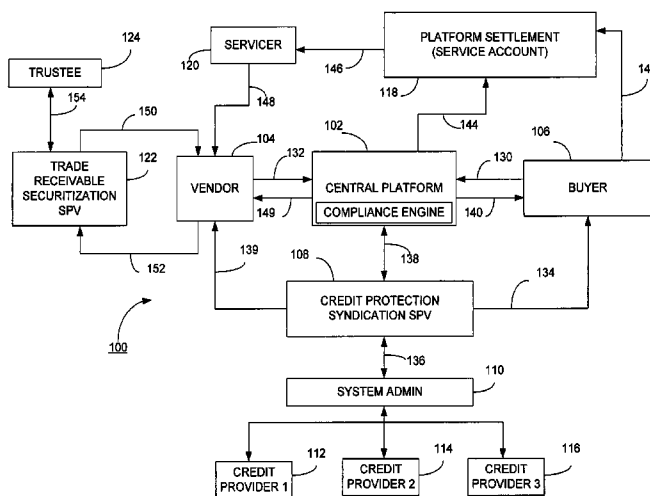 124
TRUSTEE
154
150
TRADE
RECEIVABLE
SECURITIZATION
SPV
122
152
100
SERVICER
120
146
148
PLATFORM SETTLEMENT
(SERVICE ACCOUNT)
118
144
104
VENDOR
132
149
139
102
CENTRAL PLATFORM
COMPLIANCE ENGINE
138
130
140
106
BUYER
134
106
CREDIT PROTECTION
SYNDICATION SPV
136
110
SYSTEM ADMIN
112
CREDIT
PROVIDER 1
114
CREDIT
PROVIDER 2
116
CREDIT
PROVIDER 3